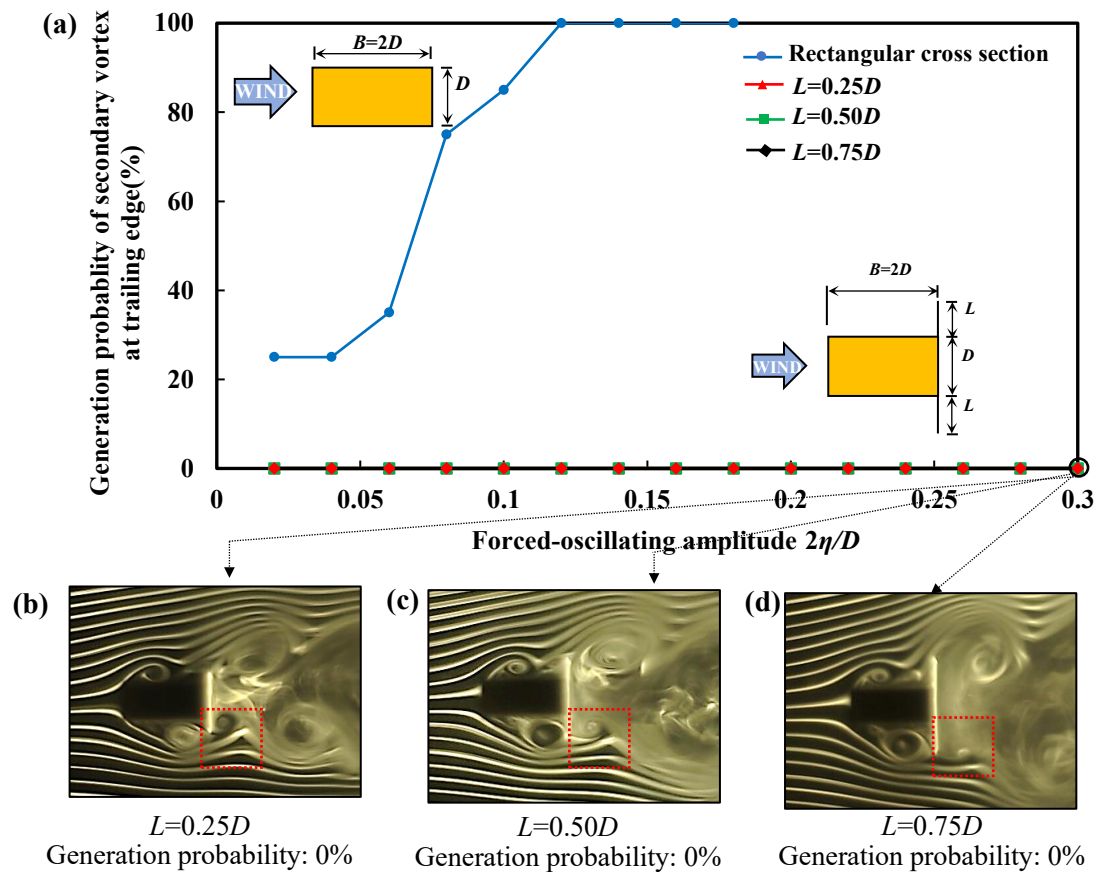 (a)
100
80
60
40
20
0
Generation probablity of secondary vortex
at trailing edge(%)
B=2D
D
WIND
Rectangular cross section
L=0.25D
L=0.50D
L=0.75D
B=2D
L
D
L
WIND
0 0.05 0.1 0.15 0.2 0.25 0.3
Forced-oscillating amplitude 2η/D
(b)
(c)
(d)
L=0.25D
Generation probability: 0%
L=0.50D
Generation probability: 0%
L=0.75D
Generation probability: 0%